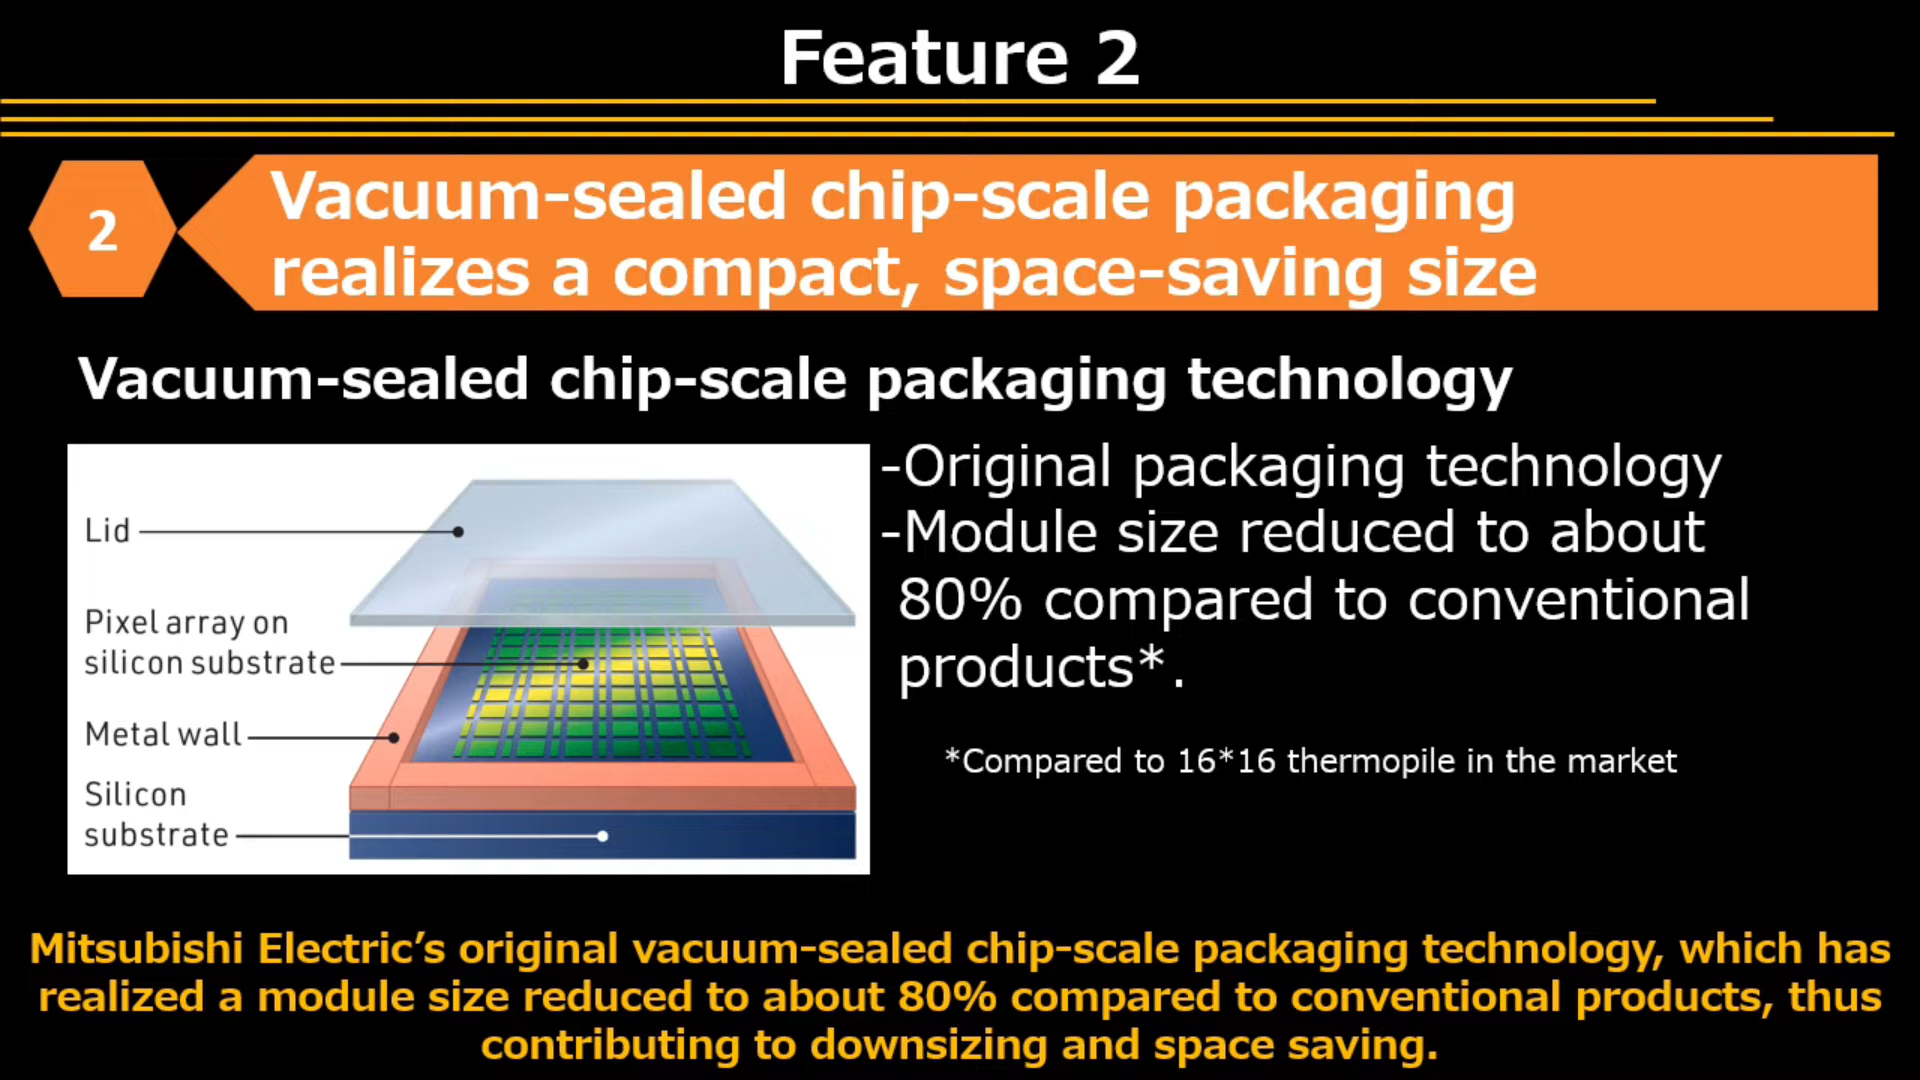 Feature 2
2
Vacuum-sealed chip-scale packaging
realizes a compact, space-saving size
Vacuum-sealed chip-scale packaging technology
Lid
Pixel array on
silicon substrate
Metal wall
Silicon
substrate
-Original packaging technology
-Module size reduced to about
80% compared to conventional
products*.
*Compared to 16*16 thermopile in the market
Mitsubishi Electric’s original vacuum-sealed chip-scale packaging technology, which has
realized a module size reduced to about 80% compared to conventional products, thus
contributing to downsizing and space saving.